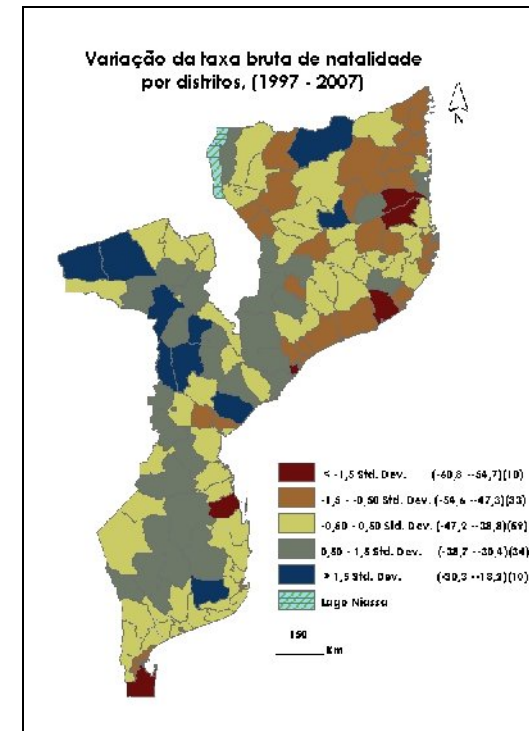 Variação da taxa bruta de natalidade
por distritos, (1997 - 2007)
N
< -1,5 Std. Dev. (-60,8 --54,7)(10)
-1,5 - -0,50 Std. Dev. (-54,6 --47,3)(33)
-0,50 - 0,50 Std. Dev. (-47,2 --38,8)(59)
0,50 - 1,5 Std. Dev. (-38,7 --30,4)(34)
> 1,5 Std. Dev. (-30,3 --18,2)(10)
Lago Niassa
150
Km